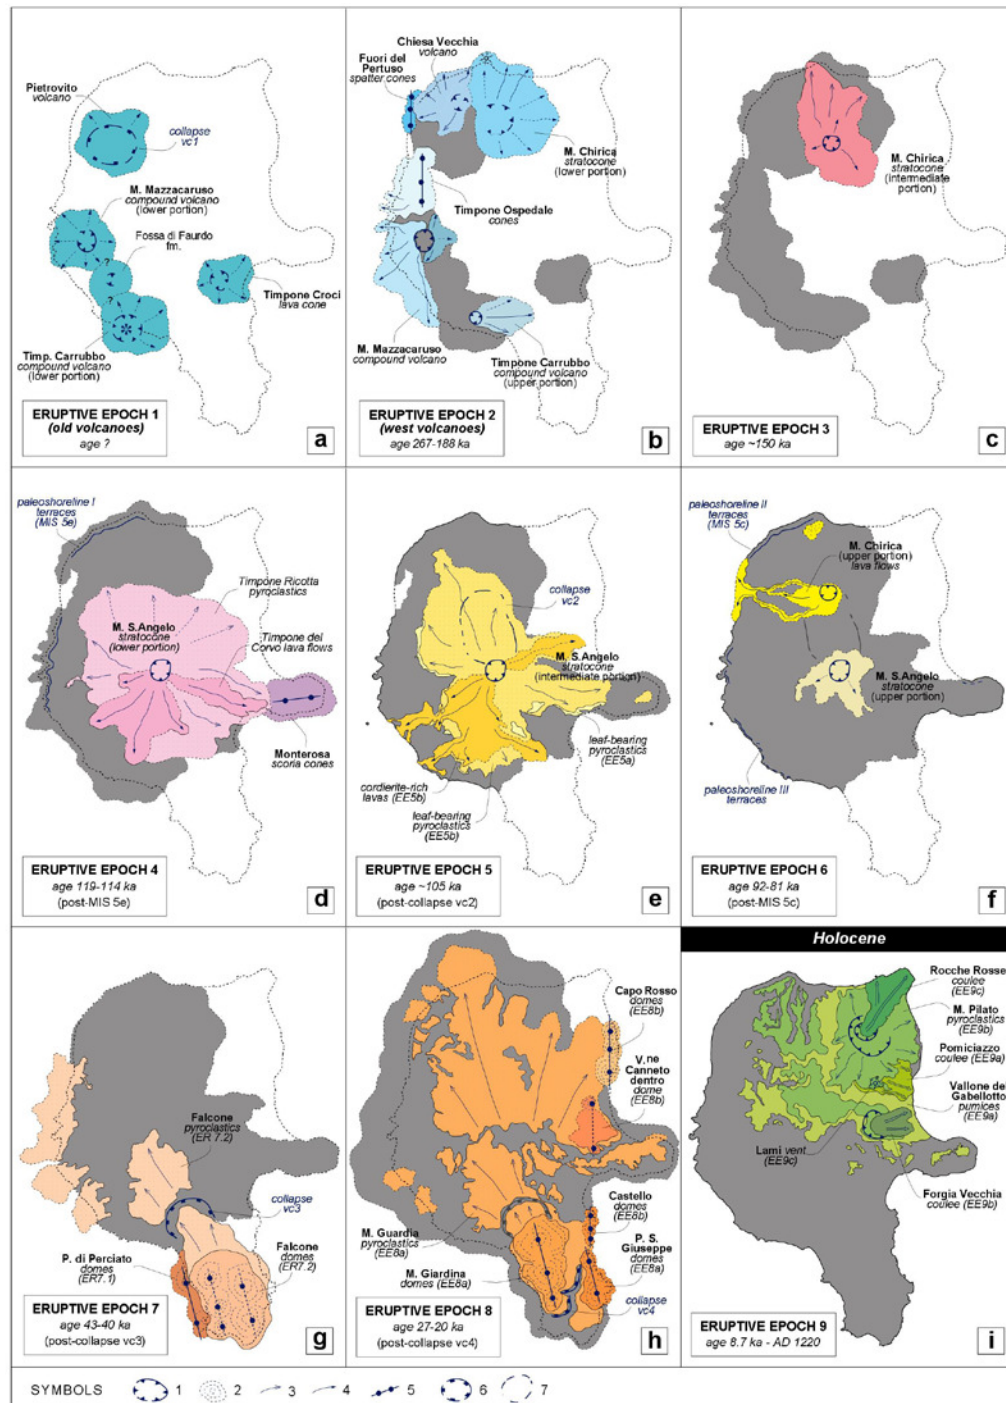 Pietrovito
volcano
collapse
vc1
M. Mazzacaruso
compound volcano
(lower portion)
Fossa di Faurdo
fm.
?
?
Timpone Croci
lava cone
Timp. Carrubbo
compound volcano
(lower portion)
ERUPTIVE EPOCH 1
(old volcanoes)
age ?
a
Chiesa Vecchia
volcano
Fuori del
Pertuso
spatter cones
M. Chirica
stratocone
(lower portion)
Timpone Ospedale
cones
M. Mazzacaruso
compound volcano
Timpone Carrubbo
compound volcano
(upper portion)
ERUPTIVE EPOCH 2
(west volcanoes)
age 267-188 ka
b
M. Chirica
stratocone
(intermediate
portion)
ERUPTIVE EPOCH 3
age ~150 ka
c
paleoshoreline I
terraces
(MIS 5e)
Timpone Ricotta
pyroclastics
M. S.Angelo
stratocone
(lower portion)
Timpone del
Corvo lava flows
Monterosa
scoria cones
ERUPTIVE EPOCH 4
age 119-114 ka
(post-MIS 5e)
d
collapse
vc2
M. S.Angelo
stratocone
(intermediate portion)
leaf-bearing
pyroclastics
(EE5a)
cordierite-rich
lavas (EE5b)
leaf-bearing
pyroclastics
(EE5b)
ERUPTIVE EPOCH 5
age ~105 ka
(post-collapse vc2)
e
paleoshoreline II
terraces
(MIS 5c)
M. Chirica
(upper portion)
lava flows
M. S.Angelo
stratocone
(upper portion)
paleoshoreline III
terraces
ERUPTIVE EPOCH 6
age 92-81 ka
(post-MIS 5c)
f
Falcone
pyroclastics
(ER 7.2)
collapse
vc3
P. di Perciato
domes
(ER7.1)
Falcone
domes
(ER7.2)
ERUPTIVE EPOCH 7
age 43-40 ka
(post-collapse vc3)
g
Capo Rosso
domes
(EE8b)
V.ne
Canneto
dentro
dome
(EE8b)
Castello
domes
(EE8b)
M. Guardia
pyroclastics
(EE8a)
P. S.
Giuseppe
domes
(EE8a)
M. Giardina
domes (EE8a)
collapse
vc4
ERUPTIVE EPOCH 8
age 27-20 ka
(post-collapse vc4)
h
Holocene
Rocche Rosse
coulee
(EE9c)
M. Pilato
pyroclastics
(EE9b)
Pomiciazzo
coulee (EE9a)
Vallone del
Gabellotto
pumices
(EE9a)
Lami vent
(EE9c)
Forgia Vecchia
coulee (EE9b)
ERUPTIVE EPOCH 9
age 8.7 ka - AD 1220
i
SYMBOLS 1 2 3 4 5 6 7